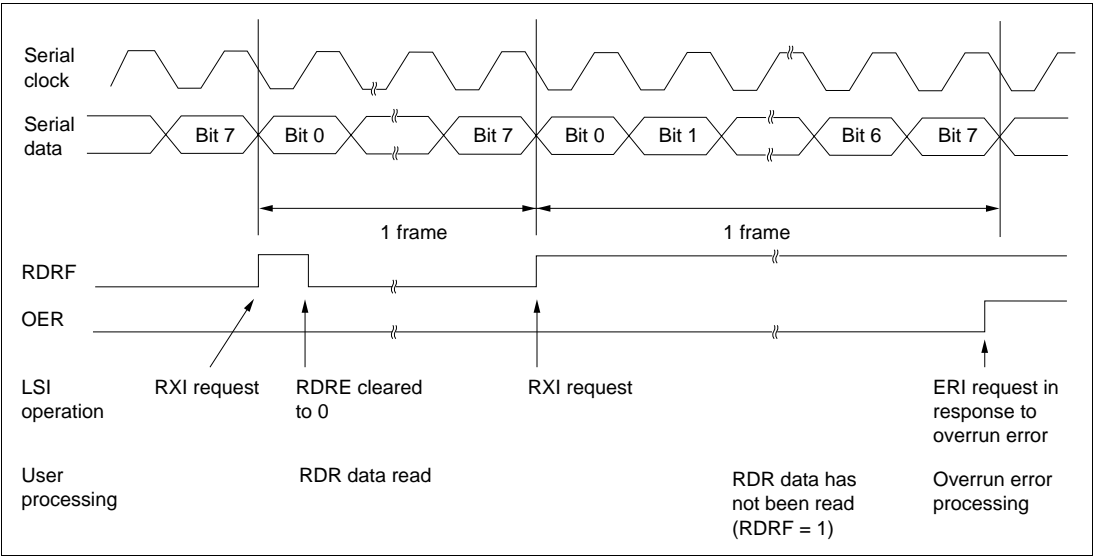 Serial
clock
Serial
data
Bit 7
Bit 0
Bit 7
Bit 0
Bit 1
Bit 6
Bit 7
1 frame
1 frame
RDRF
OER
LSI
operation
RXI request
RDRE cleared
to 0
RXI request
ERI request in
response to
overrun error
User
processing
RDR data read
RDR data has
not been read
(RDRF = 1)
Overrun error
processing